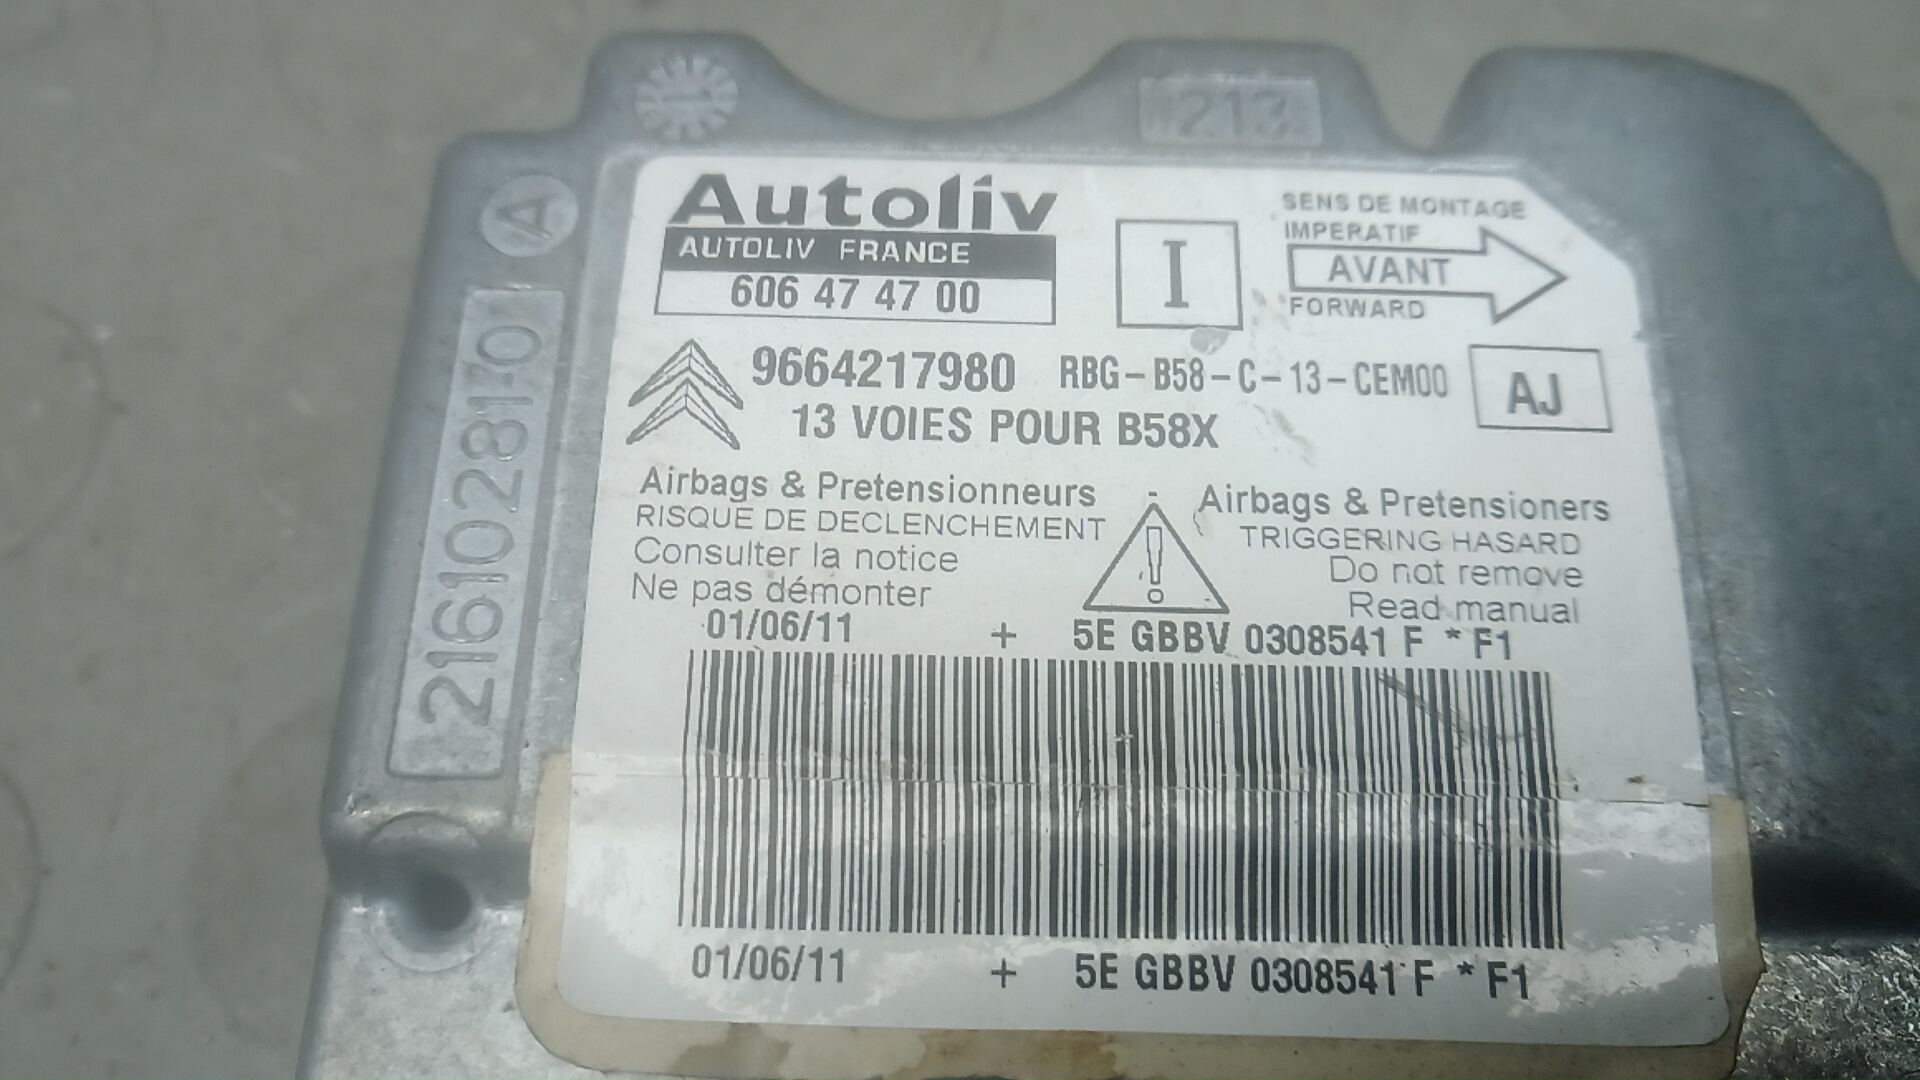 213
A
216102810
Autoliv
AUTOLIV FRANCE
606 47 47 00
I
SENS DE MONTAGE
IMPERATIF
AVANT
FORWARD
9664217980 RBG-B58-C-13-CEM00
AJ
13 VOIES POUR B58X
Airbags & Pretensionneurs
RISQUE DE DECLENCHEMENT
Consulter la notice
Ne pas démonter
Airbags & Pretensioners
TRIGGERING HASARD
Do not remove
Read manual
01/06/11 + 5E GBBV 0308541 F * F1
01/06/11 + 5E GBBV 0308541 F * F1